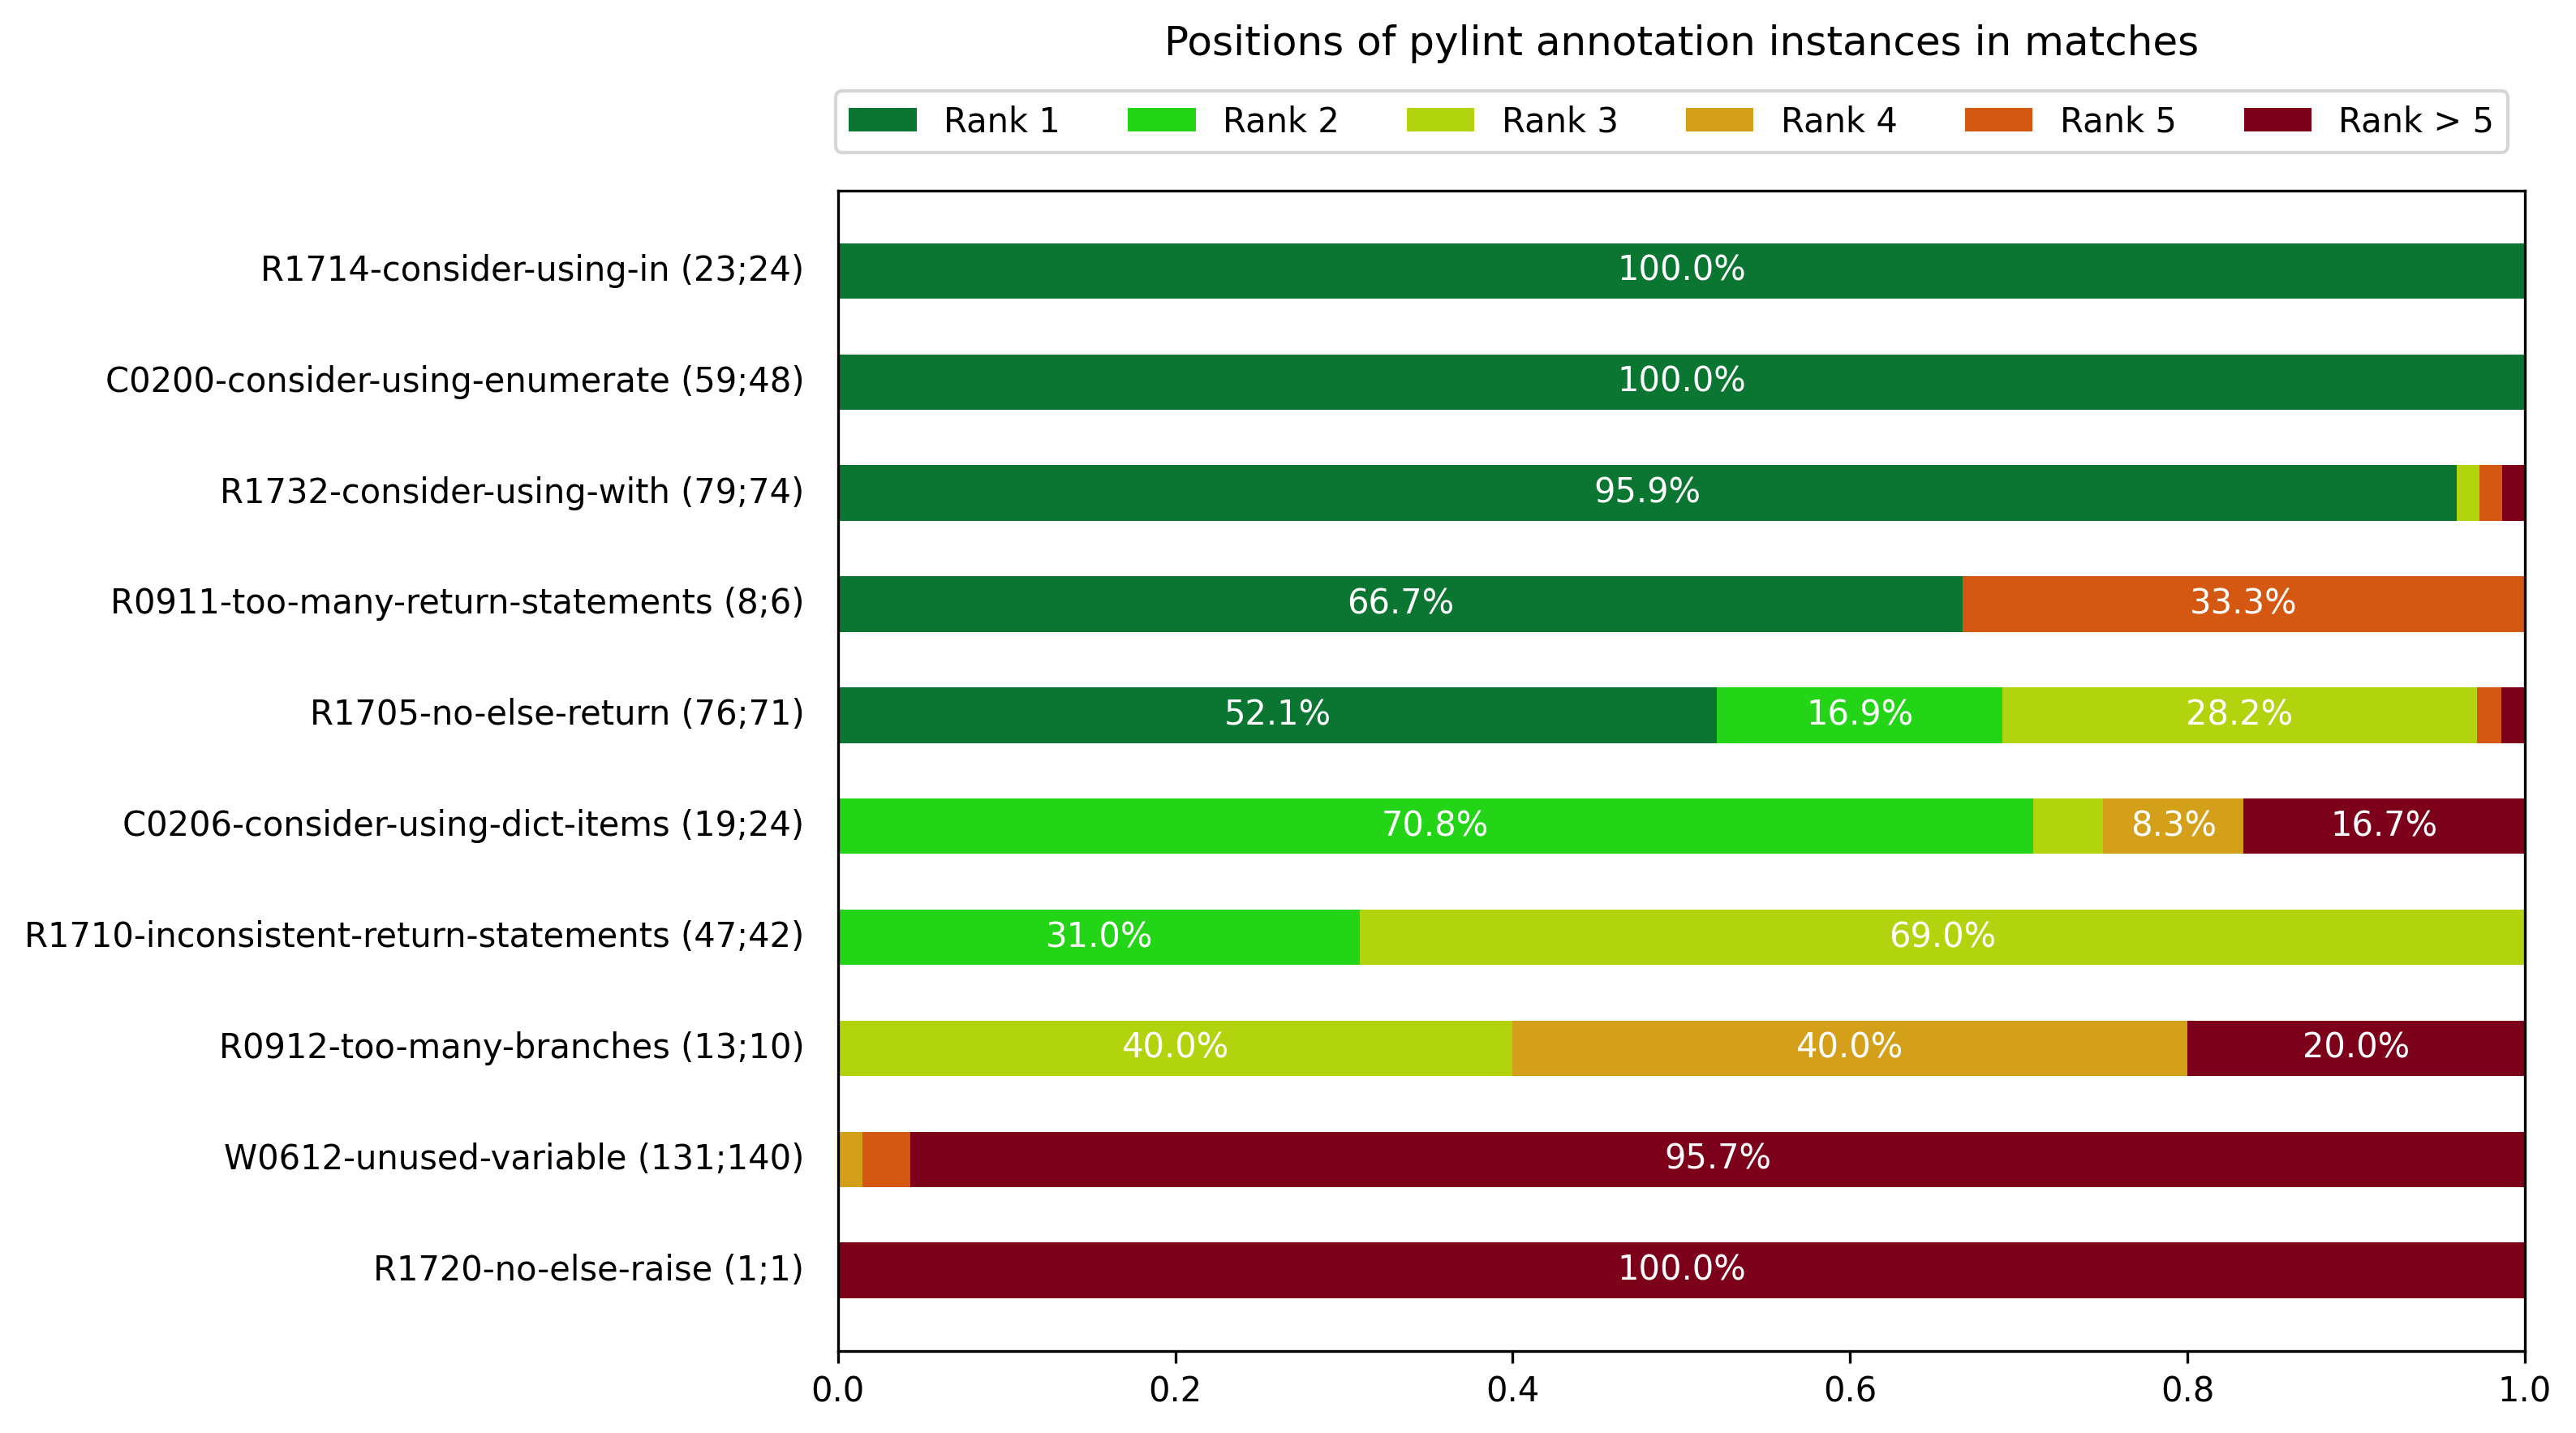 Positions of pylint annotation instances in matches
Rank 1 Rank 2 Rank 3 Rank 4 Rank 5 Rank > 5
R1714-consider-using-in (23;24) 100.0%
C0200-consider-using-enumerate (59;48) 100.0%
R1732-consider-using-with (79;74) 95.9%
R0911-too-many-return-statements (8;6) 66.7% 33.3%
R1705-no-else-return (76;71) 52.1% 16.9% 28.2%
C0206-consider-using-dict-items (19;24) 70.8% 8.3% 16.7%
R1710-inconsistent-return-statements (47;42) 31.0% 69.0%
R0912-too-many-branches (13;10) 40.0% 40.0% 20.0%
W0612-unused-variable (131;140) 95.7%
R1720-no-else-raise (1;1) 100.0%
0.0 0.2 0.4 0.6 0.8 1.0